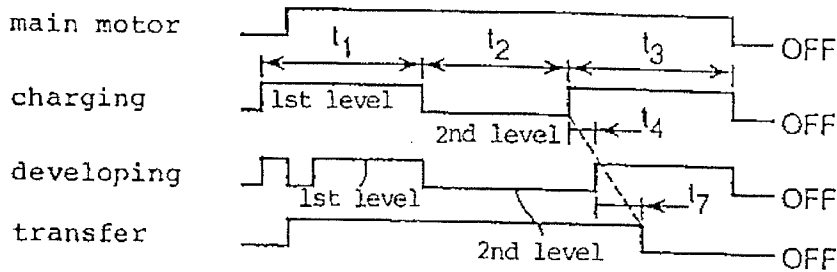 main motor OFF
t1 t2 t3
charging 1st level 2nd level t4 OFF
developing 1st level t7 OFF
transfer 2nd level OFF